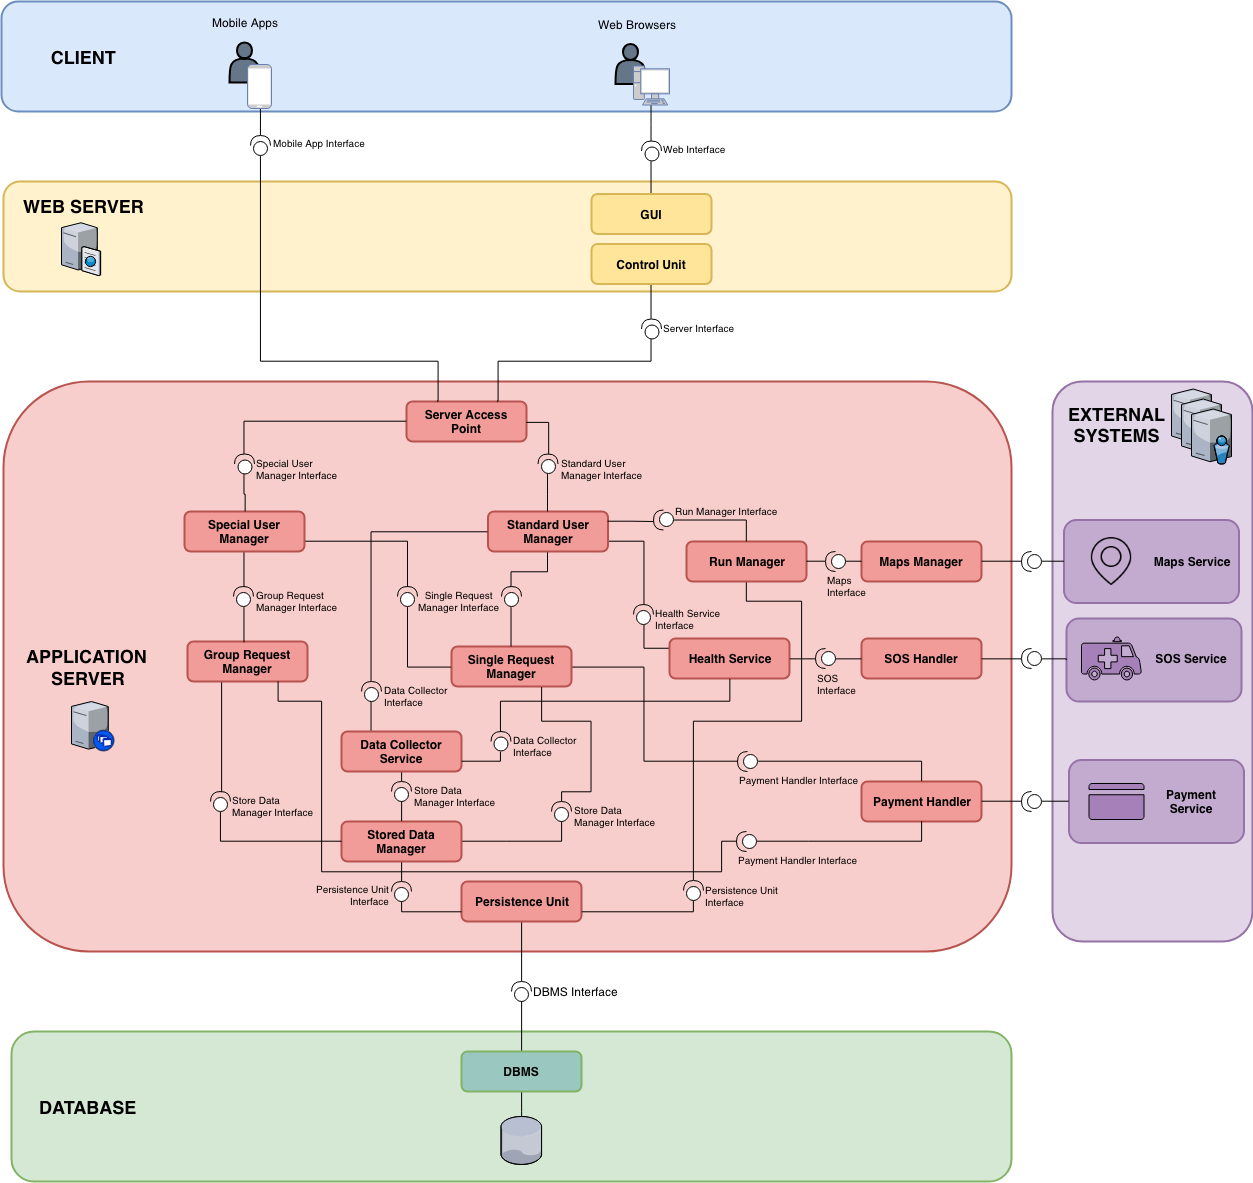 Mobile Apps
Web Browsers
CLIENT
Mobile App Interface
Web Interface
WEB SERVER
GUI
Control Unit
Server Interface
EXTERNAL
SYSTEMS
Server Access
Point
Special User
Manager Interface
Standard User
Manager Interface
Run Manager Interface
Special User
Manager
Standard User
Manager
Run Manager
Maps Manager
Maps Service
Maps
Interface
Group Request
Manager Interface
Single Request
Manager Interface
Health Service
Interface
APPLICATION
SERVER
Group Request
Manager
Single Request
Manager
Health Service
SOS Handler
SOS Service
SOS
Interface
Data Collector
Interface
Data Collector
Service
Data Collector
Interface
Payment Handler Interface
Store Data
Manager Interface
Store Data
Manager Interface
Store Data
Manager Interface
Payment Handler
Payment
Service
Stored Data
Manager
Payment Handler Interface
Persistence Unit
Interface
Persistence Unit
Persistence Unit
Interface
DBMS Interface
DBMS
DATABASE